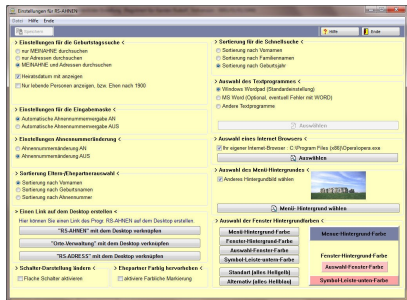 Einstellungen für RS-AHNEN
Datei Hilfe Ende
Speichern
Hilfe
Ende
> Einstellungen für die Geburtstagssuche <
nur MEINAHNE durchsuchen
nur Adressen durchsuchen
MEINAHNE und Adressen durchsuchen
Heiratsdatum mit anzeigen
Nur lebende Personen anzeigen, bzw. Ehen nach 1900
> Einstellungen für die Eingabemaske <
Automatische Ahnennummernvergabe AN
Automatische Ahnennummernvergabe AUS
> Einstellungen Ahnennummeränderung <
Ahnennummeränderung AN
Ahnennummeränderung AUS
> Sortierung Eltern-/Ehepartnerauswahl <
Sortierung nach Vornamen
Sortierung nach Geburtsnamen
Sortierung nach Ahnennummer
> Einen Link auf dem Desktop erstellen <
Hier können Sie einen Link des Progr. RS-AHNEN auf dem Desktop erstellen.
"RS-AHNEN" mit dem Desktop verknüpfen
"Orte-Verwaltung" mit dem Desktop verknüpfen
"RS-ADRESS" mit dem Desktop verknüpfen
> Schalter-Darstellung ändern <
Flache Schalter aktivieren
> Ehepartner Farbig hervorheben <
aktiviere Farbliche Markierung
> Sortierung für die Schnellsuche <
Sortierung nach Vornamen
Sortierung nach Familiennamen
Sortierung nach Geburtsjahr
> Auswahl des Textprogrammes <
Windows Wordpad (Standardeinstellung)
MS Word (Optional, eventuell Fehler mit WORD)
Andere Textprogramme
Auswählen
> Auswahl eines Internet Browsers <
Ihr eigener Internet-Browser : C:\Program Files (x86)\Opera\opera.exe
Auswählen
> Auswahl des Menü-Hintergrundes <
Anderes Hintergrundbild wählen
Menü-Hintergrund wählen
> Auswahl der Fenster Hintergrundfarben <
Menü-Hintergrund-Farbe
Fenster-Hintergrund-Farbe
Auswahl-Fenster-Farbe
Symbol-Leiste-unten-Farbe
Standart (alles Hellgelb)
Alternativ (alles Hellblau)
Menue-Hintergrund-Farbe
Fenster-Hintergrund-Farbe
Auswahl-Fenster-Farbe
Symbol-Leiste-unten-Farbe